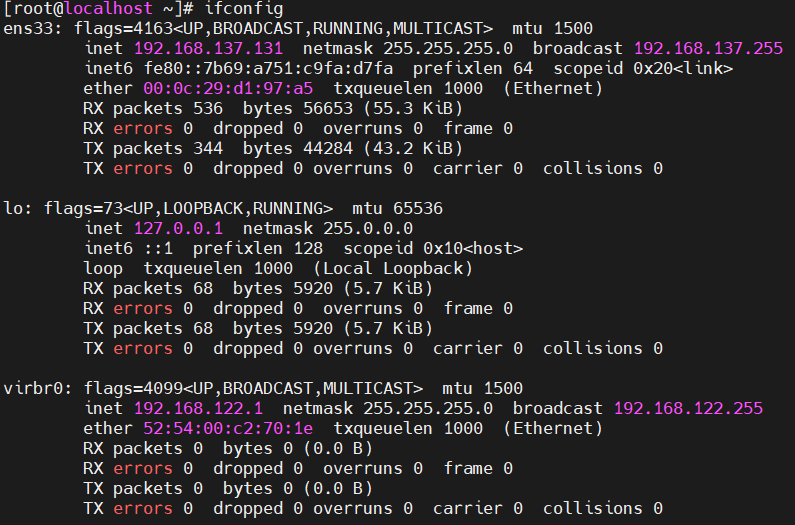 [root@localhost ~]# ifconfig
ens33: flags=4163<UP,BROADCAST,RUNNING,MULTICAST>  mtu 1500
        inet 192.168.137.131  netmask 255.255.255.0  broadcast 192.168.137.255
        inet6 fe80::7b69:a751:c9fa:d7fa  prefixlen 64  scopeid 0x20<link>
        ether 00:0c:29:d1:97:a5  txqueuelen 1000  (Ethernet)
        RX packets 536  bytes 56653 (55.3 KiB)
        RX errors 0  dropped 0  overruns 0  frame 0
        TX packets 344  bytes 44284 (43.2 KiB)
        TX errors 0  dropped 0 overruns 0  carrier 0  collisions 0

lo: flags=73<UP,LOOPBACK,RUNNING>  mtu 65536
        inet 127.0.0.1  netmask 255.0.0.0
        inet6 ::1  prefixlen 128  scopeid 0x10<host>
        loop  txqueuelen 1000  (Local Loopback)
        RX packets 68  bytes 5920 (5.7 KiB)
        RX errors 0  dropped 0  overruns 0  frame 0
        TX packets 68  bytes 5920 (5.7 KiB)
        TX errors 0  dropped 0 overruns 0  carrier 0  collisions 0

virbr0: flags=4099<UP,BROADCAST,MULTICAST>  mtu 1500
        inet 192.168.122.1  netmask 255.255.255.0  broadcast 192.168.122.255
        ether 52:54:00:c2:70:1e  txqueuelen 1000  (Ethernet)
        RX packets 0  bytes 0 (0.0 B)
        RX errors 0  dropped 0  overruns 0  frame 0
        TX packets 0  bytes 0 (0.0 B)
        TX errors 0  dropped 0 overruns 0  carrier 0  collisions 0